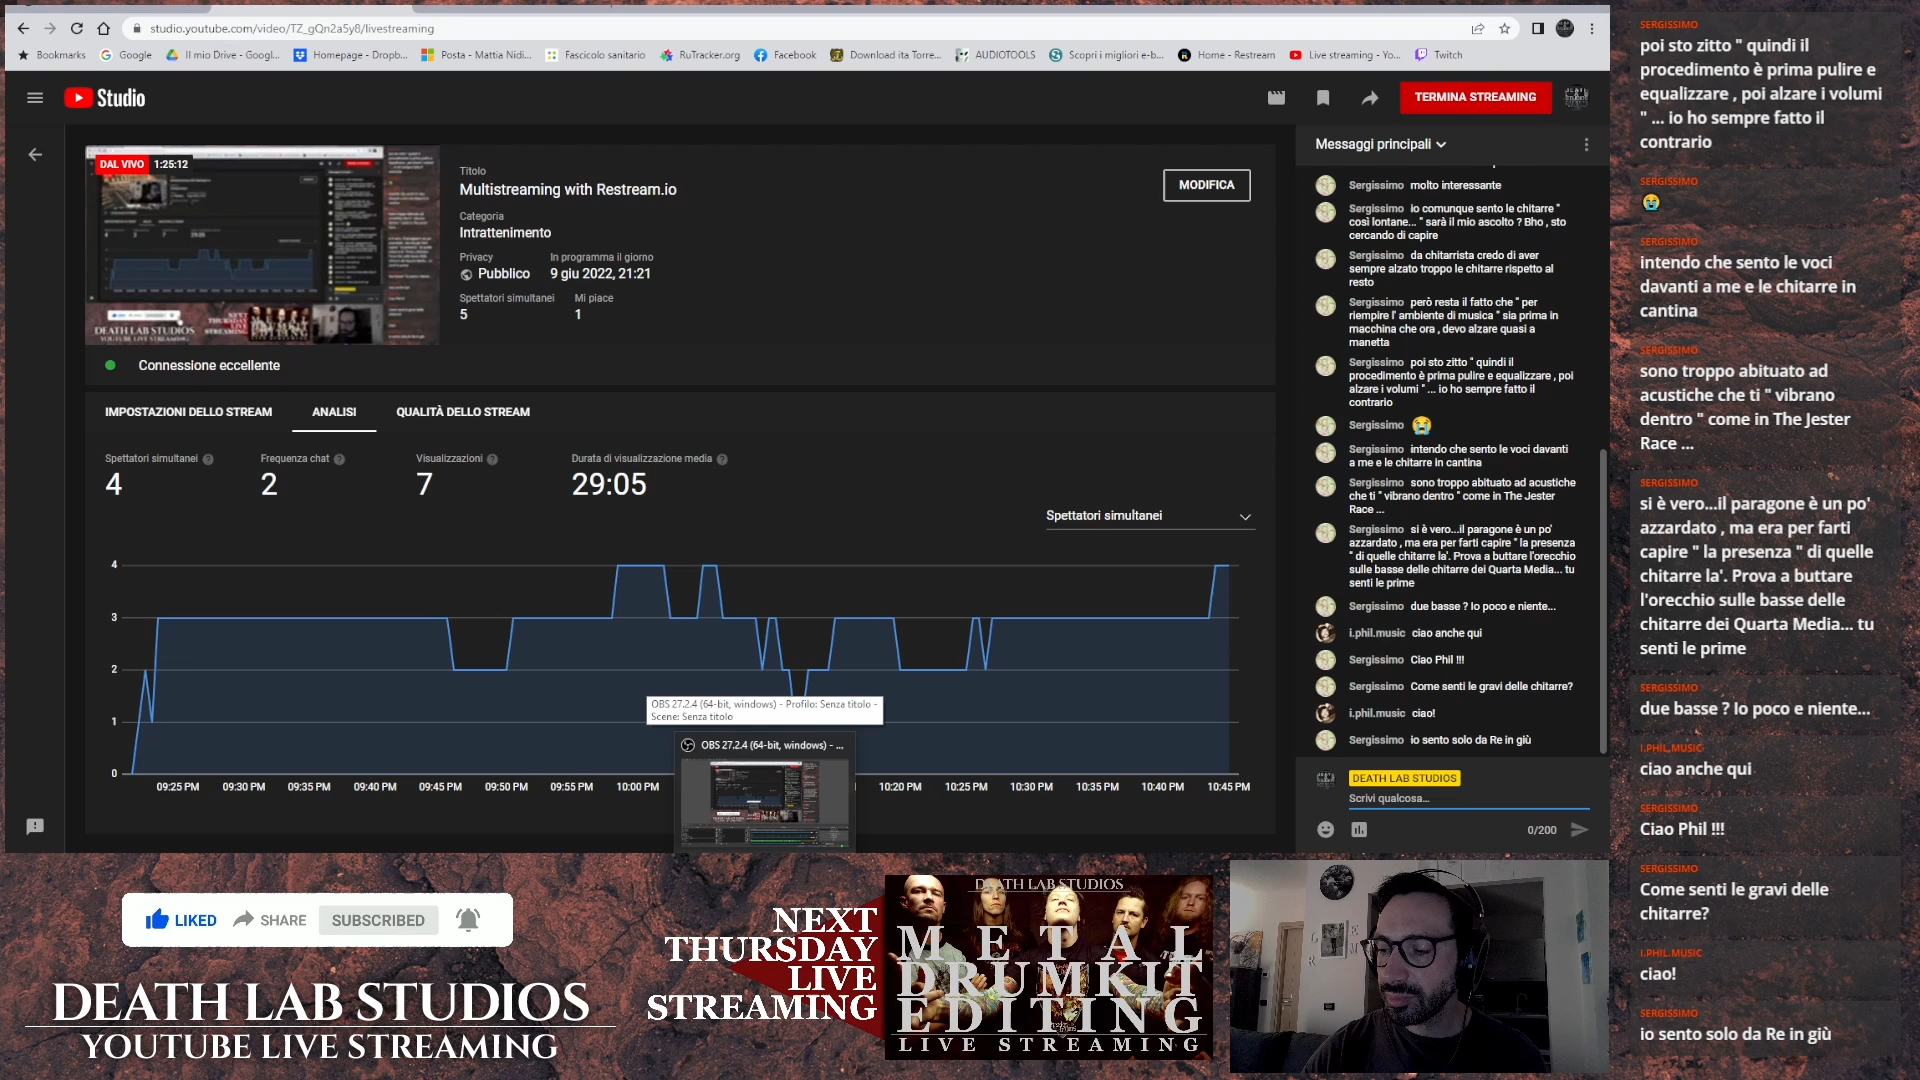 studio.youtube.com/video/TZ_gQn2a5y8/livestreaming
Bookmarks
Google
Il mio Drive - Googl...
Homepage - Dropb...
Posta - Mattia Nidi...
Fascicolo sanitario
RuTracker.org
Facebook
Download ita Torre...
AUDIOTOOLS
Scopri i migliori e-b...
Home - Restream
Live streaming - Yo...
Twitch
Studio
TERMINA STREAMING
DAL VIVO 1:25:12
Titolo
Multistreaming with Restream.io
MODIFICA
Categoria
Intrattenimento
Privacy
Pubblico
In programma il giorno
9 giu 2022, 21:21
Spettatori simultanei
5
Mi piace
1
Connessione eccellente
IMPOSTAZIONI DELLO STREAM
ANALISI
QUALITÀ DELLO STREAM
Spettatori simultanei
4
Frequenza chat
2
Visualizzazioni
7
Durata di visualizzazione media
29:05
Spettatori simultanei
4
3
2
1
0
09:25 PM
09:30 PM
09:35 PM
09:40 PM
09:45 PM
09:50 PM
09:55 PM
10:00 PM
10:20 PM
10:25 PM
10:30 PM
10:35 PM
10:40 PM
10:45 PM
OBS 27.2.4 (64-bit, windows) - Profilo: Senza titolo -
Scene: Senza titolo
OBS 27.2.4 (64-bit, windows) - ...
Messaggi principali
Sergissimo molto interessante
Sergissimo io comunque sento le chitarre "
così lontane... " sarà il mio ascolto ? Bho , sto
cercando di capire
Sergissimo da chitarrista credo di aver
sempre alzato troppo le chitarre rispetto al
resto
Sergissimo però resta il fatto che " per
riempire l' ambiente di musica " sia prima in
macchina che ora , devo alzare quasi a
manetta
Sergissimo poi sto zitto " quindi il
procedimento è prima pulire e equalizzare , poi
alzare i volumi " ... io ho sempre fatto il
contrario
Sergissimo 😭
Sergissimo intendo che sento le voci davanti
a me e le chitarre in cantina
Sergissimo sono troppo abituato ad acustiche
che ti " vibrano dentro " come in The Jester
Race ...
Sergissimo si è vero...il paragone è un po'
azzardato , ma era per farti capire " la presenza
" di quelle chitarre la'. Prova a buttare l'orecchio
sulle basse delle chitarre dei Quarta Media... tu
senti le prime
Sergissimo due basse ? Io poco e niente...
i.phil.music ciao anche qui
Sergissimo Ciao Phil !!!
Sergissimo Come senti le gravi delle chitarre?
i.phil.music ciao!
Sergissimo io sento solo da Re in giù
DEATH LAB STUDIOS
Scrivi qualcosa...
0/200
SERGISSIMO
poi sto zitto " quindi il
procedimento è prima pulire e
equalizzare , poi alzare i volumi
" ... io ho sempre fatto il
contrario
SERGISSIMO
😭
SERGISSIMO
intendo che sento le voci
davanti a me e le chitarre in
cantina
SERGISSIMO
sono troppo abituato ad
acustiche che ti " vibrano
dentro " come in The Jester
Race ...
SERGISSIMO
si è vero...il paragone è un po'
azzardato , ma era per farti
capire " la presenza " di quelle
chitarre la'. Prova a buttare
l'orecchio sulle basse delle
chitarre dei Quarta Media... tu
senti le prime
SERGISSIMO
due basse ? Io poco e niente...
I.PHIL.MUSIC
ciao anche qui
SERGISSIMO
Ciao Phil !!!
SERGISSIMO
Come senti le gravi delle
chitarre?
I.PHIL.MUSIC
ciao!
SERGISSIMO
io sento solo da Re in giù
LIKED
SHARE
SUBSCRIBED
DEATH LAB STUDIOS
YOUTUBE LIVE STREAMING
NEXT
THURSDAY
LIVE
STREAMING
DEATH LAB STUDIOS
METAL
DRUMKIT
EDITING
LIVE STREAMING